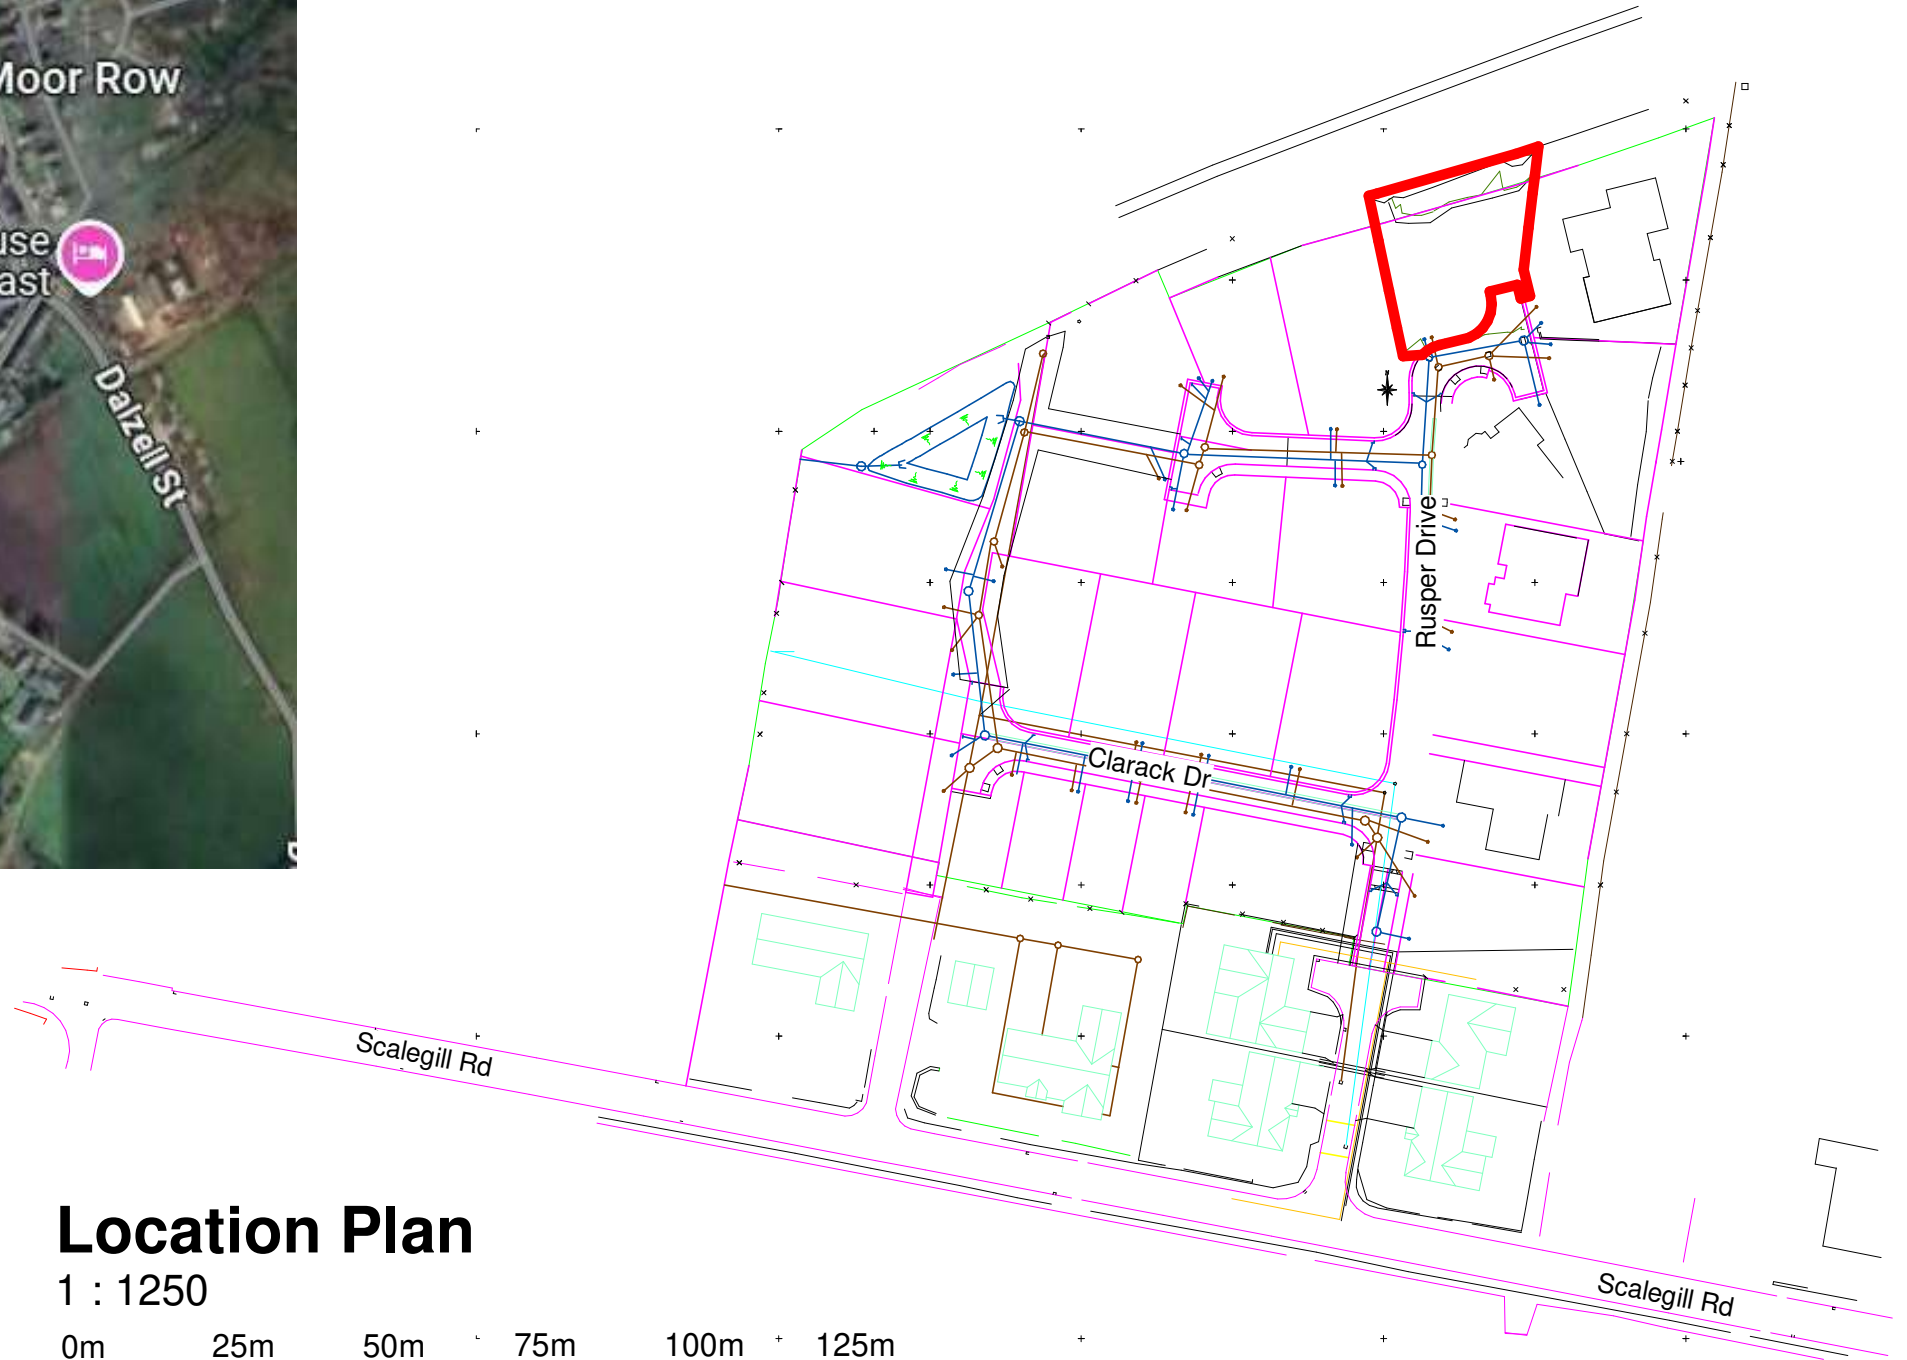 Moor Row
use
ast
Dalzell St
Rusper Drive
Clarack Dr
Scalegill Rd
Scalegill Rd
Location Plan
1 : 1250
0m 25m 50m 75m 100m 125m